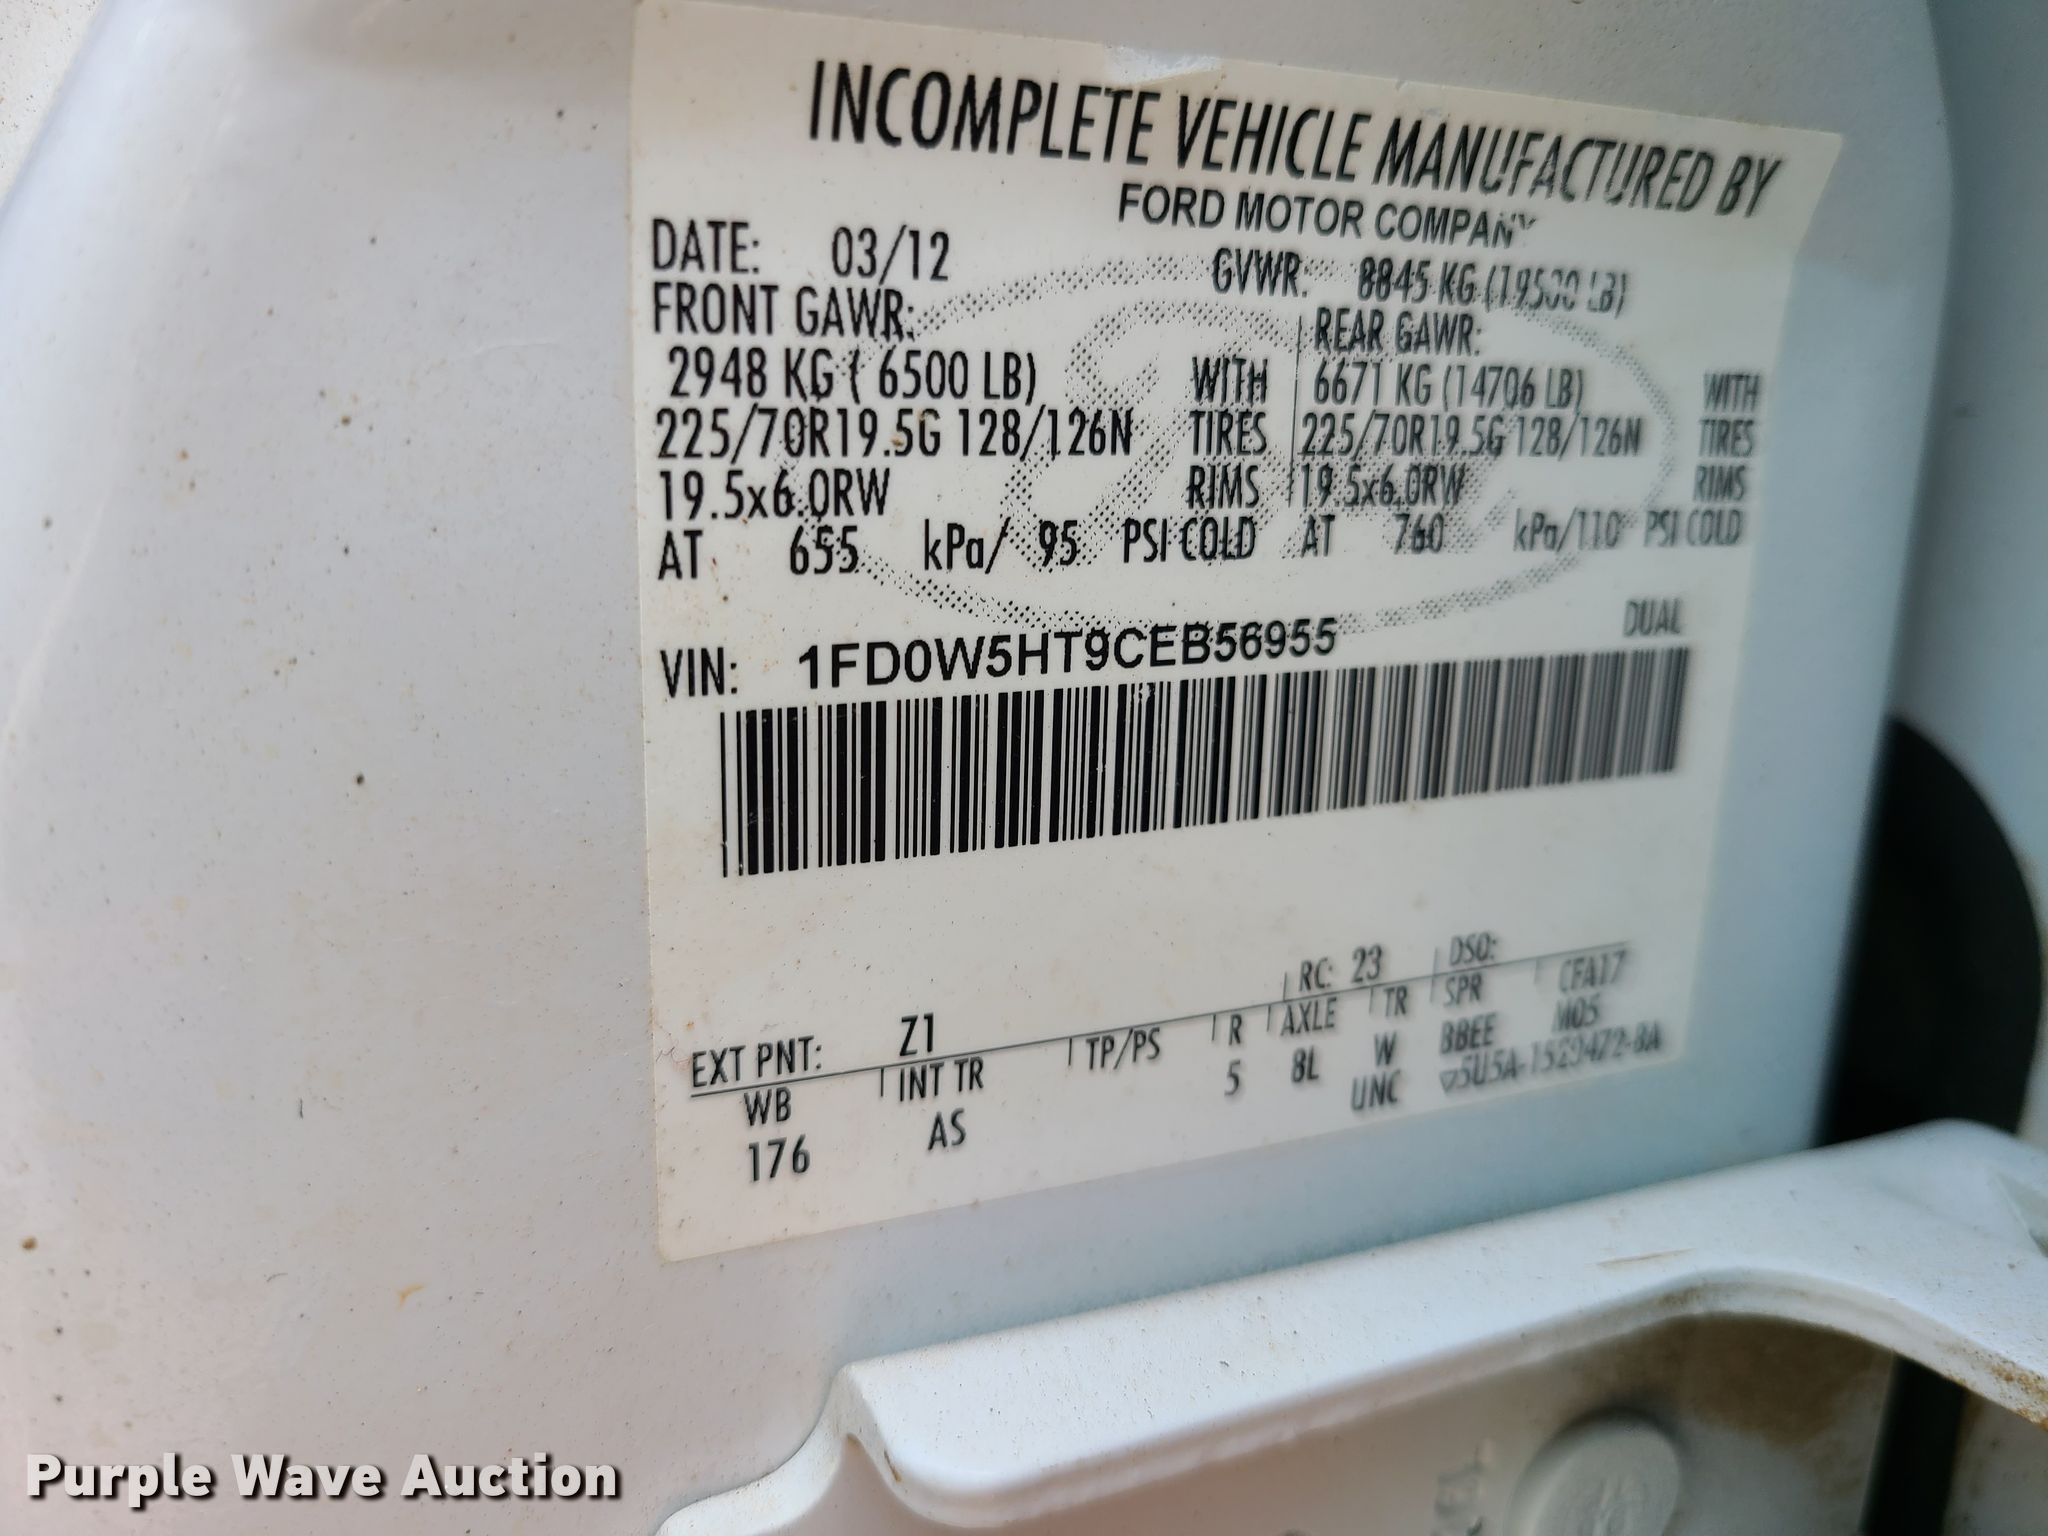 INCOMPLETE VEHICLE MANUFACTURED BY
FORD MOTOR COMPANY
DATE: 03/12 GVWR: 8845 KG (19500 LB)
FRONT GAWR: REAR GAWR:
2948 KG ( 6500 LB) WITH 6671 KG (14706 LB) WITH
225/70R19.5G 128/126N TIRES 225/70R19.5G 128/126N TIRES
19.5x6.0RW RIMS 19.5x6.0RW RIMS
AT 655 kPa/ 95 PSI COLD AT 760 kPa/110 PSI COLD
VIN: 1FD0W5HT9CEB56955 DUAL
EXT PNT: Z1 RC: 23 DSO:
WB INT TR TP/PS R AXLE TR SPR CFA17
176 AS 5 8L W BBEE M05
UNC
Purple Wave Auction